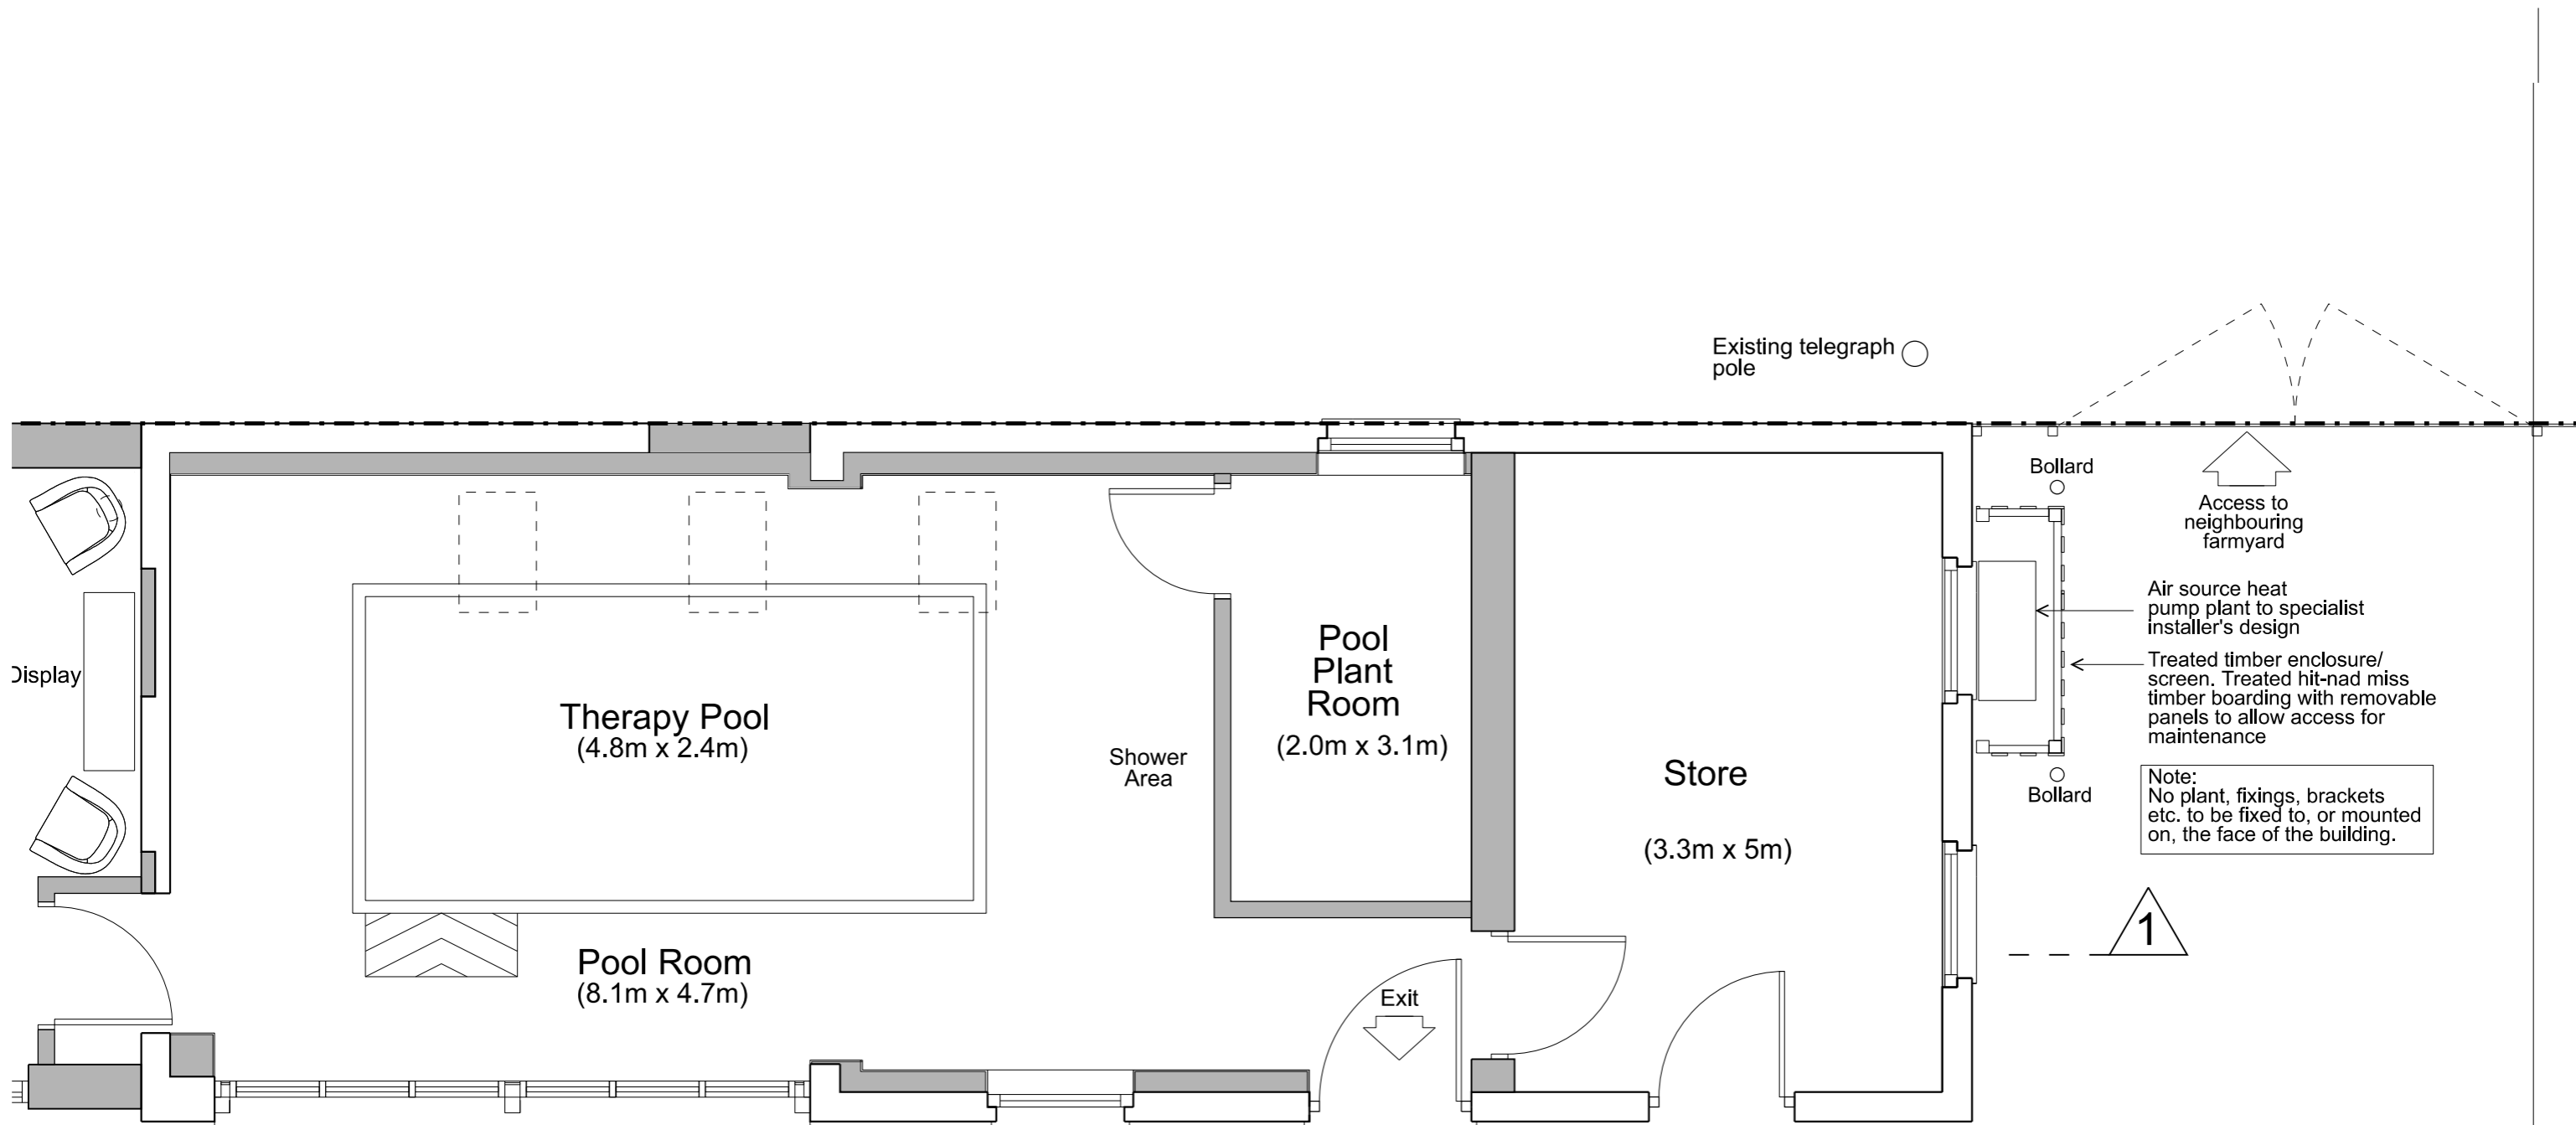 Existing telegraph
pole
Bollard
Access to
neighbouring
farmyard
Air source heat
pump plant to specialist
installer's design
Treated timber enclosure/
screen. Treated hit-nad miss
timber boarding with removable
panels to allow access for
maintenance
Bollard
Note:
No plant, fixings, brackets
etc. to be fixed to, or mounted
on, the face of the building.
1
Display
Therapy Pool
(4.8m x 2.4m)
Pool Room
(8.1m x 4.7m)
Shower
Area
Pool
Plant
Room
(2.0m x 3.1m)
Exit
Store
(3.3m x 5m)